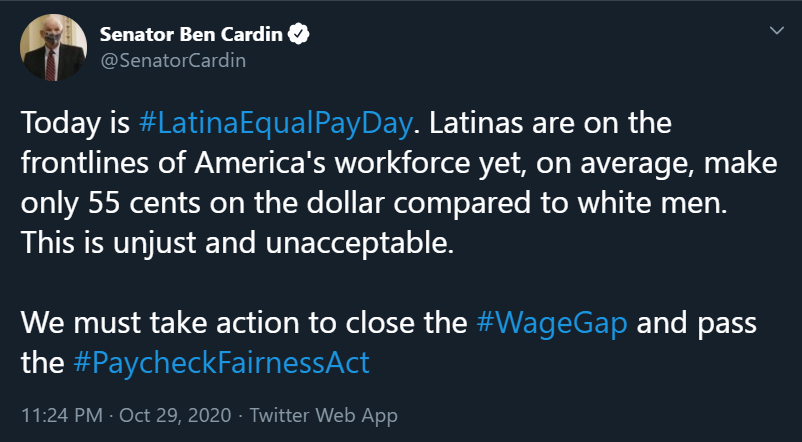 Senator Ben Cardin
@SenatorCardin
Today is #LatinaEqualPayDay. Latinas are on the
frontlines of America's workforce yet, on average, make
only 55 cents on the dollar compared to white men.
This is unjust and unacceptable.
We must take action to close the #WageGap and pass
the #PaycheckFairnessAct
11:24 PM · Oct 29, 2020 · Twitter Web App